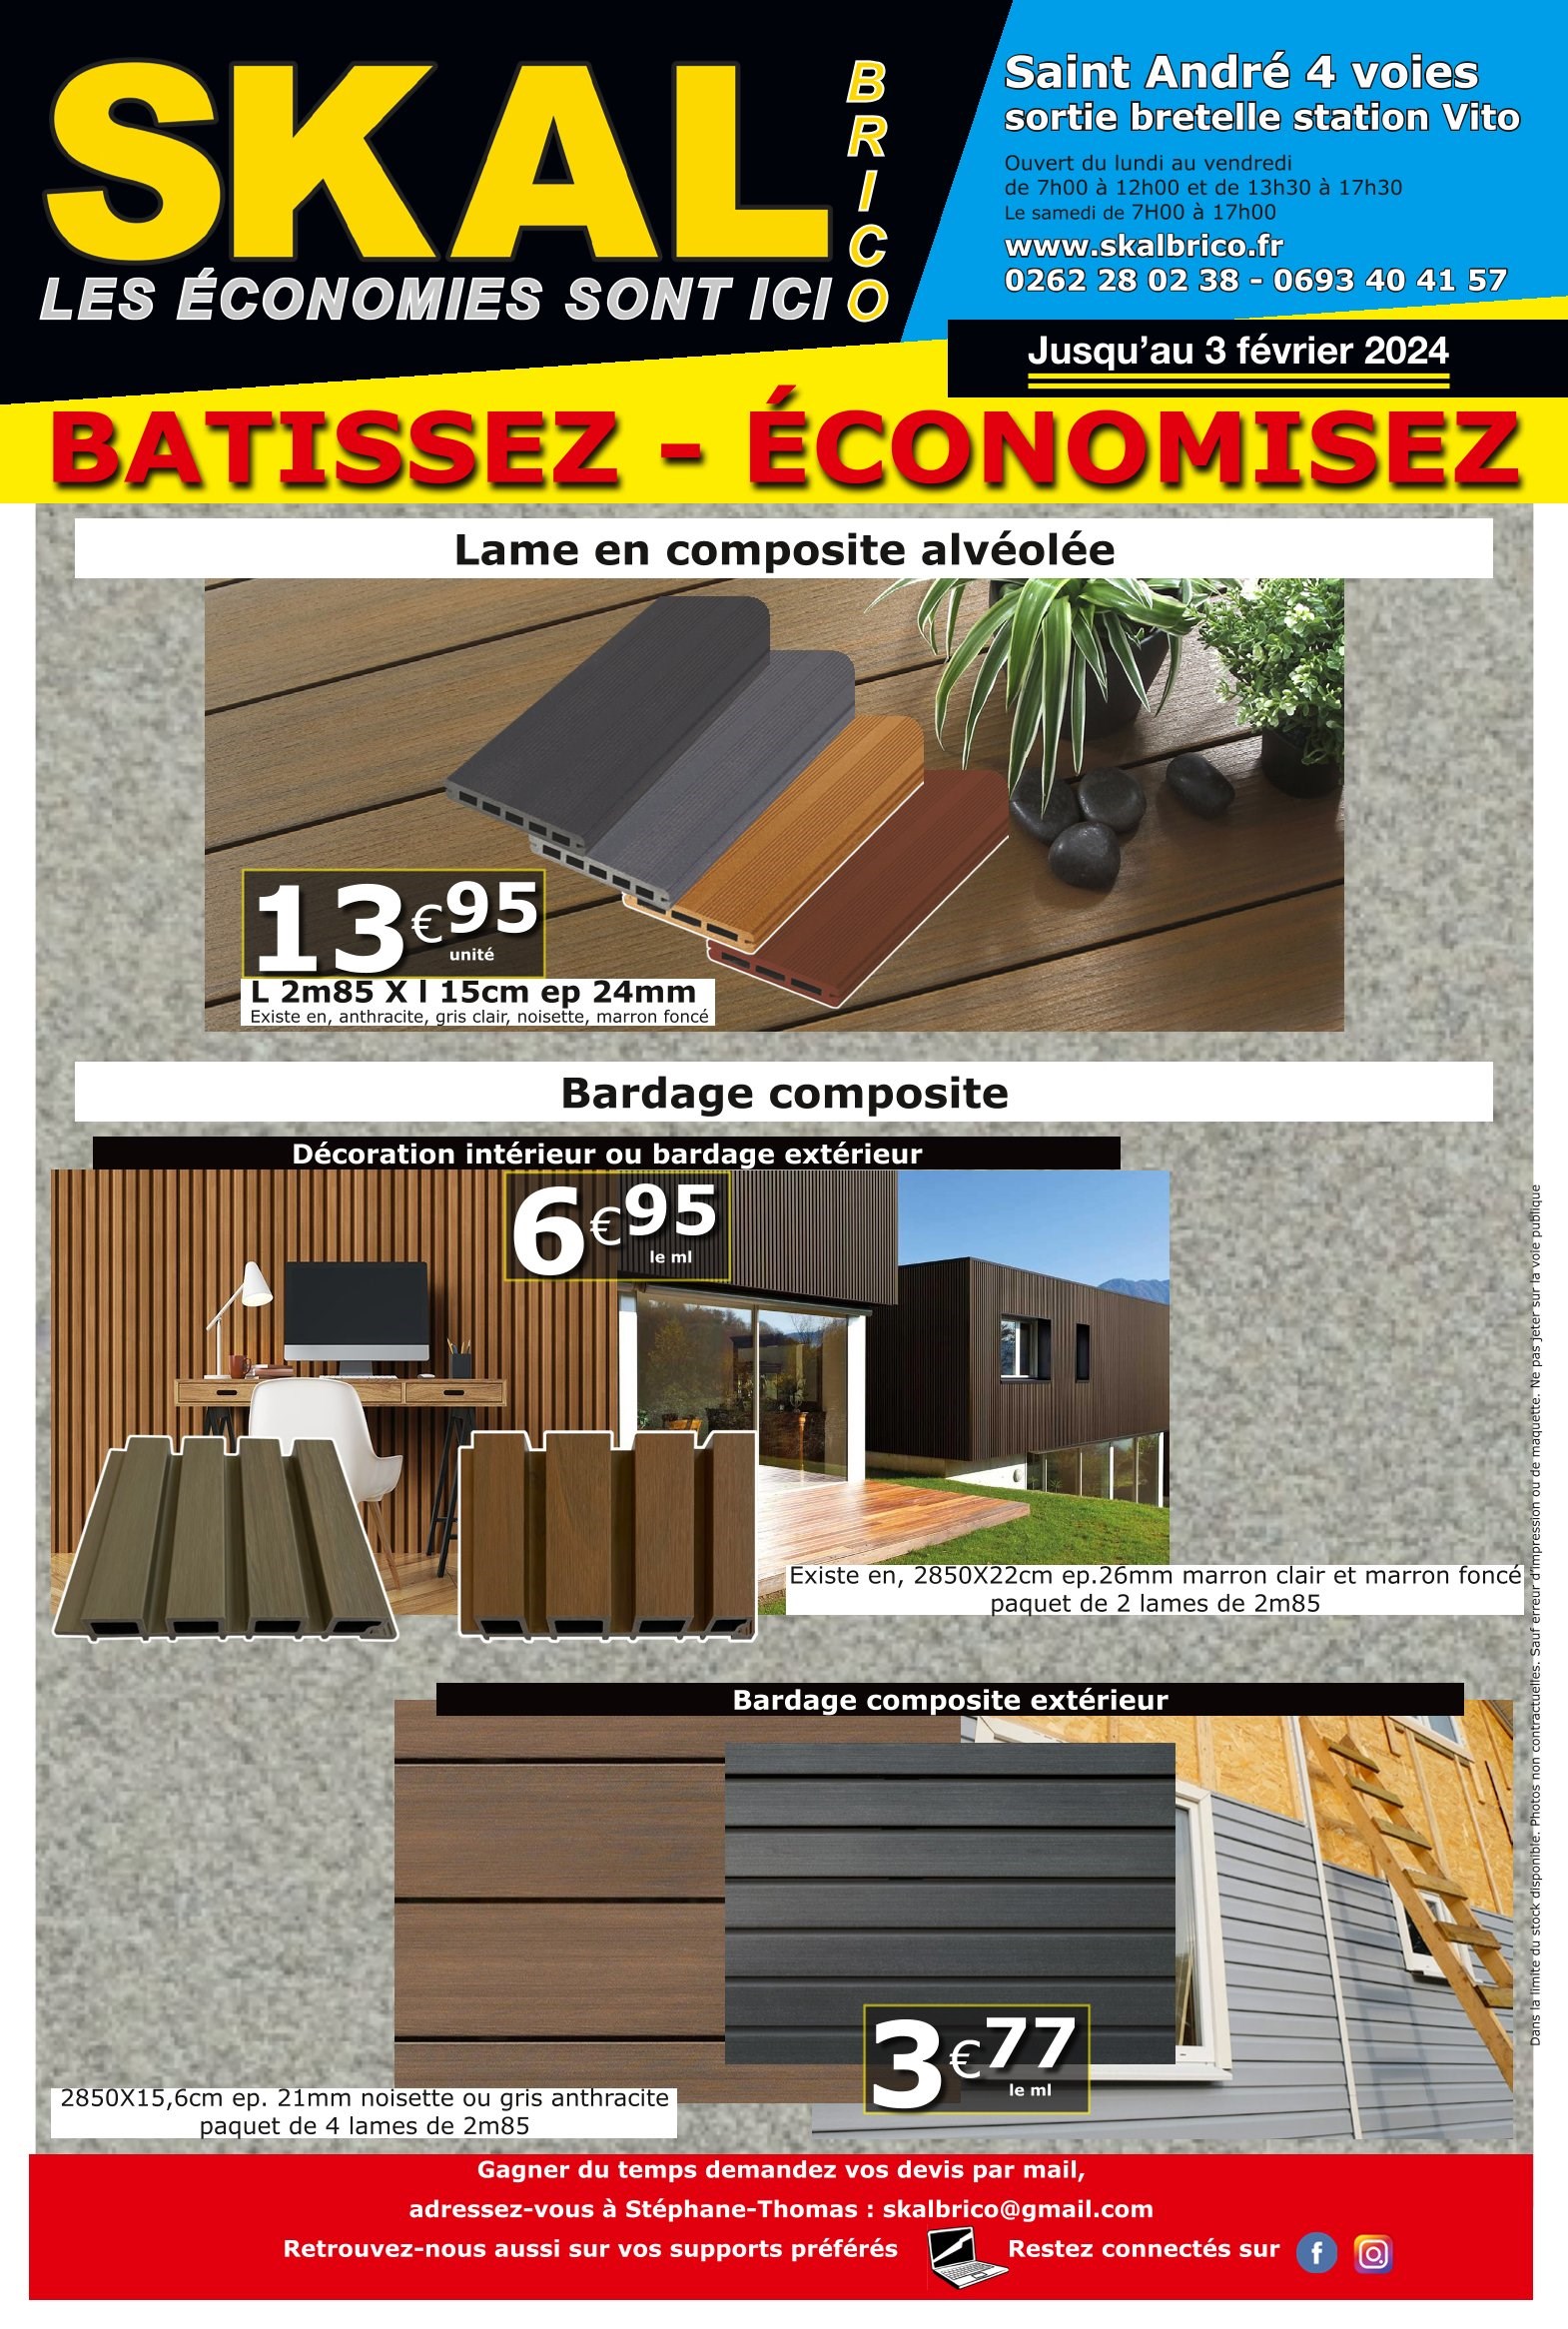 SKAL
BRICO
LES ÉCONOMIES SONT ICI
Saint André 4 voies
sortie bretelle station Vito
Ouvert du lundi au vendredi
de 7h00 à 12h00 et de 13h30 à 17h30
Le samedi de 7H00 à 17h00
www.skalbrico.fr
0262 28 02 38 - 0693 40 41 57
Jusqu'au 3 février 2024
BATISSEZ - ÉCONOMISEZ
Lame en composite alvéolée
13€95
unité
L 2m85 X l 15cm ep 24mm
Existe en, anthracite, gris clair, noisette, marron foncé
Bardage composite
Décoration intérieur ou bardage extérieur
6€95
le ml
Existe en, 2850X22cm ep.26mm marron clair et marron foncé
paquet de 2 lames de 2m85
Bardage composite extérieur
3€77
le ml
2850X15,6cm ep. 21mm noisette ou gris anthracite
paquet de 4 lames de 2m85
Dans la limite du stock disponible. Photos non contractuelles. Sauf erreur d'impression ou de maquette. Ne pas jeter sur la voie publique
Gagner du temps demandez vos devis par mail,
adressez-vous à Stéphane-Thomas : skalbrico@gmail.com
Retrouvez-nous aussi sur vos supports préférés Restez connectés sur